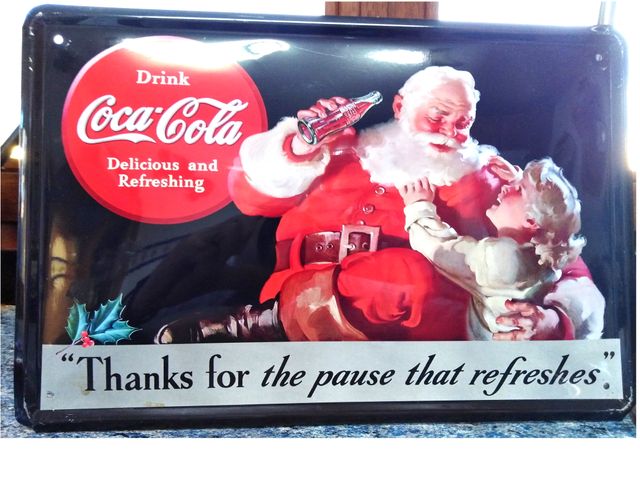 Drink
Coca-Cola
Delicious and
Refreshing
“Thanks for the pause that refreshes”.